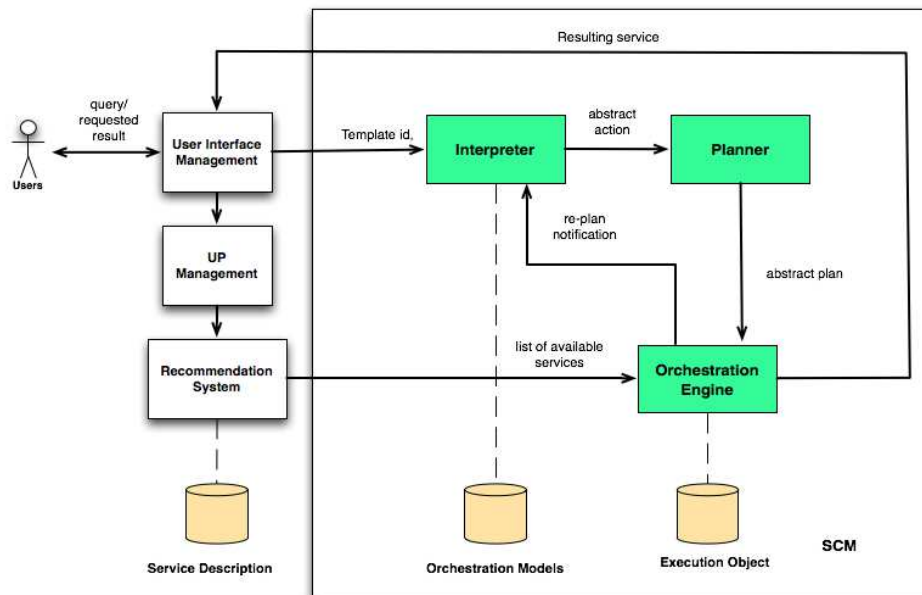 Resulting service
query/
requested
result
Users
User Interface
Management
Template id,
Interpreter
abstract
action
Planner
UP
Management
re-plan
notification
abstract plan
Recommendation
System
list of available
services
Orchestration
Engine
Service Description
Orchestration Models
Execution Object
SCM